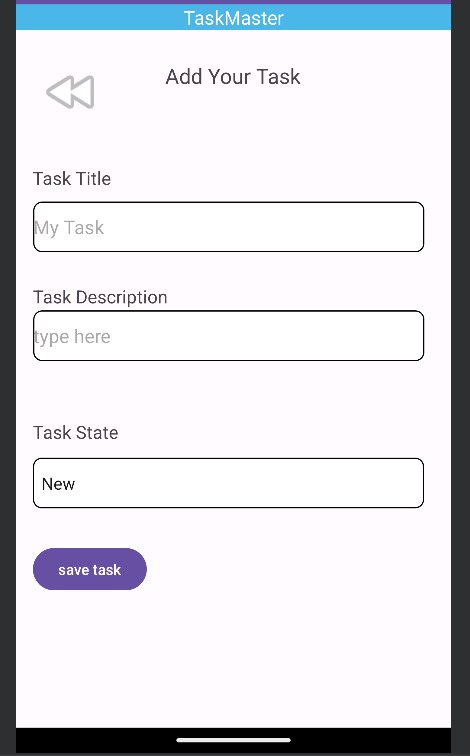 TaskMaster
Add Your Task
Task Title
My Task
Task Description
type here
Task State
New
save task